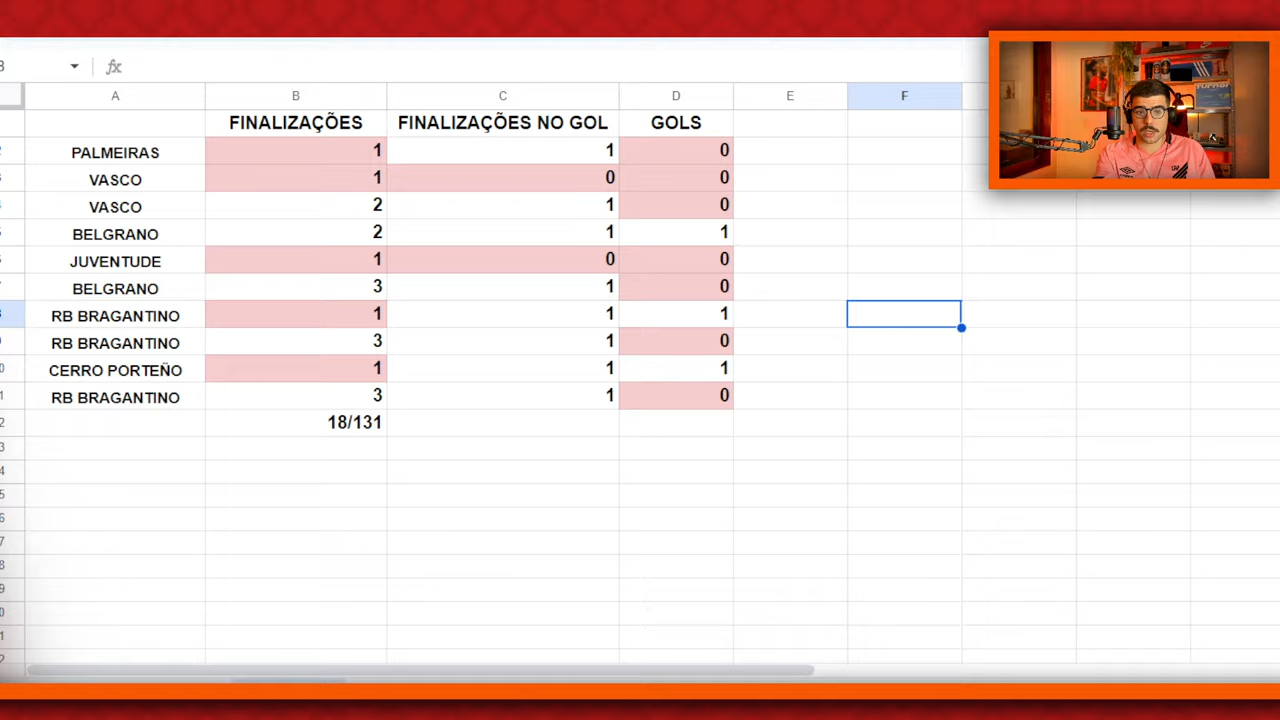 fx
A B C D E F
FINALIZAÇÕES FINALIZAÇÕES NO GOL GOLS
PALMEIRAS 1 1 0
VASCO 1 0 0
VASCO 2 1 0
BELGRANO 2 1 1
JUVENTUDE 1 0 0
BELGRANO 3 1 0
RB BRAGANTINO 1 1 1
RB BRAGANTINO 3 1 0
CERRO PORTEÑO 1 1 1
RB BRAGANTINO 3 1 0
18/131